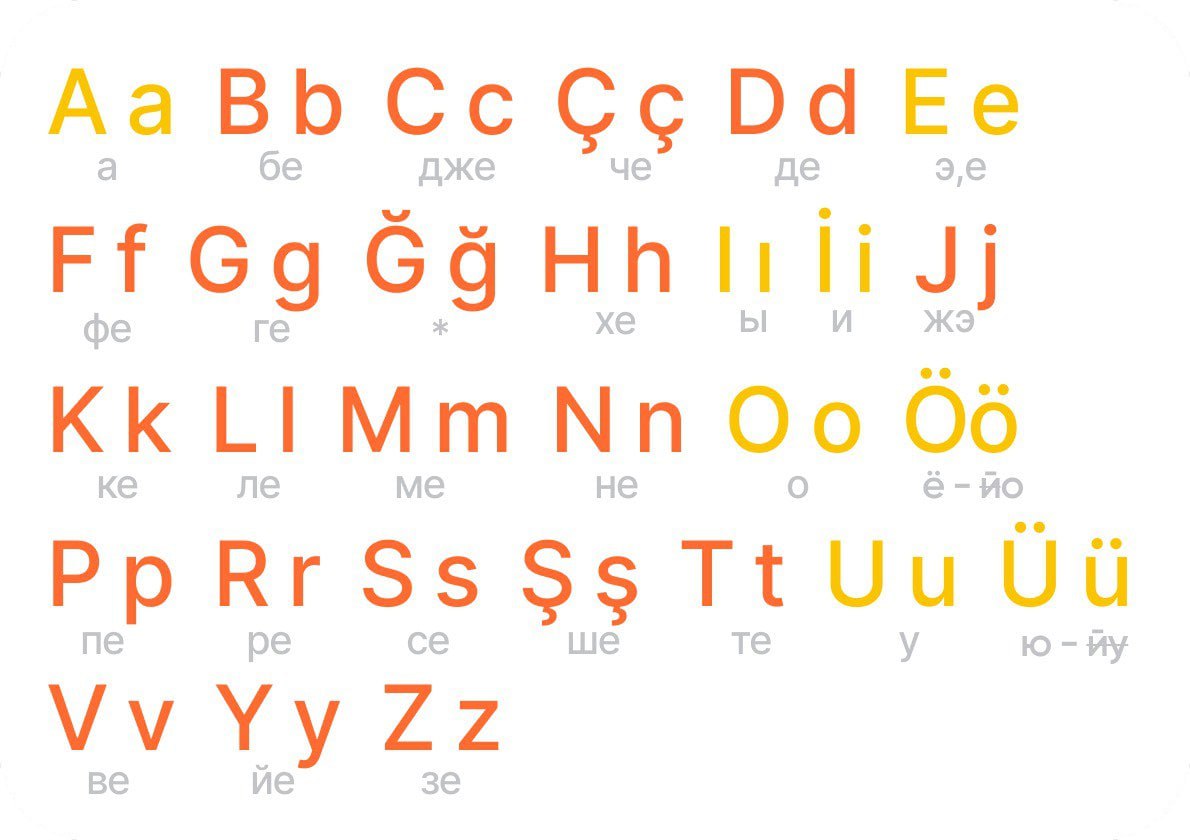 A a B b C c Ç ç D d E e
а бе дже че де э,е
F f G g Ğ ğ H h I ı İ i J j
фе ге * хе ы и жэ
K k L l M m N n O o Ö ö
ке ле ме не о ё - йо
P p R r S s Ş ş T t U u Ü ü
пе ре се ше те у ю - йу
V v Y y Z z
ве йе зе